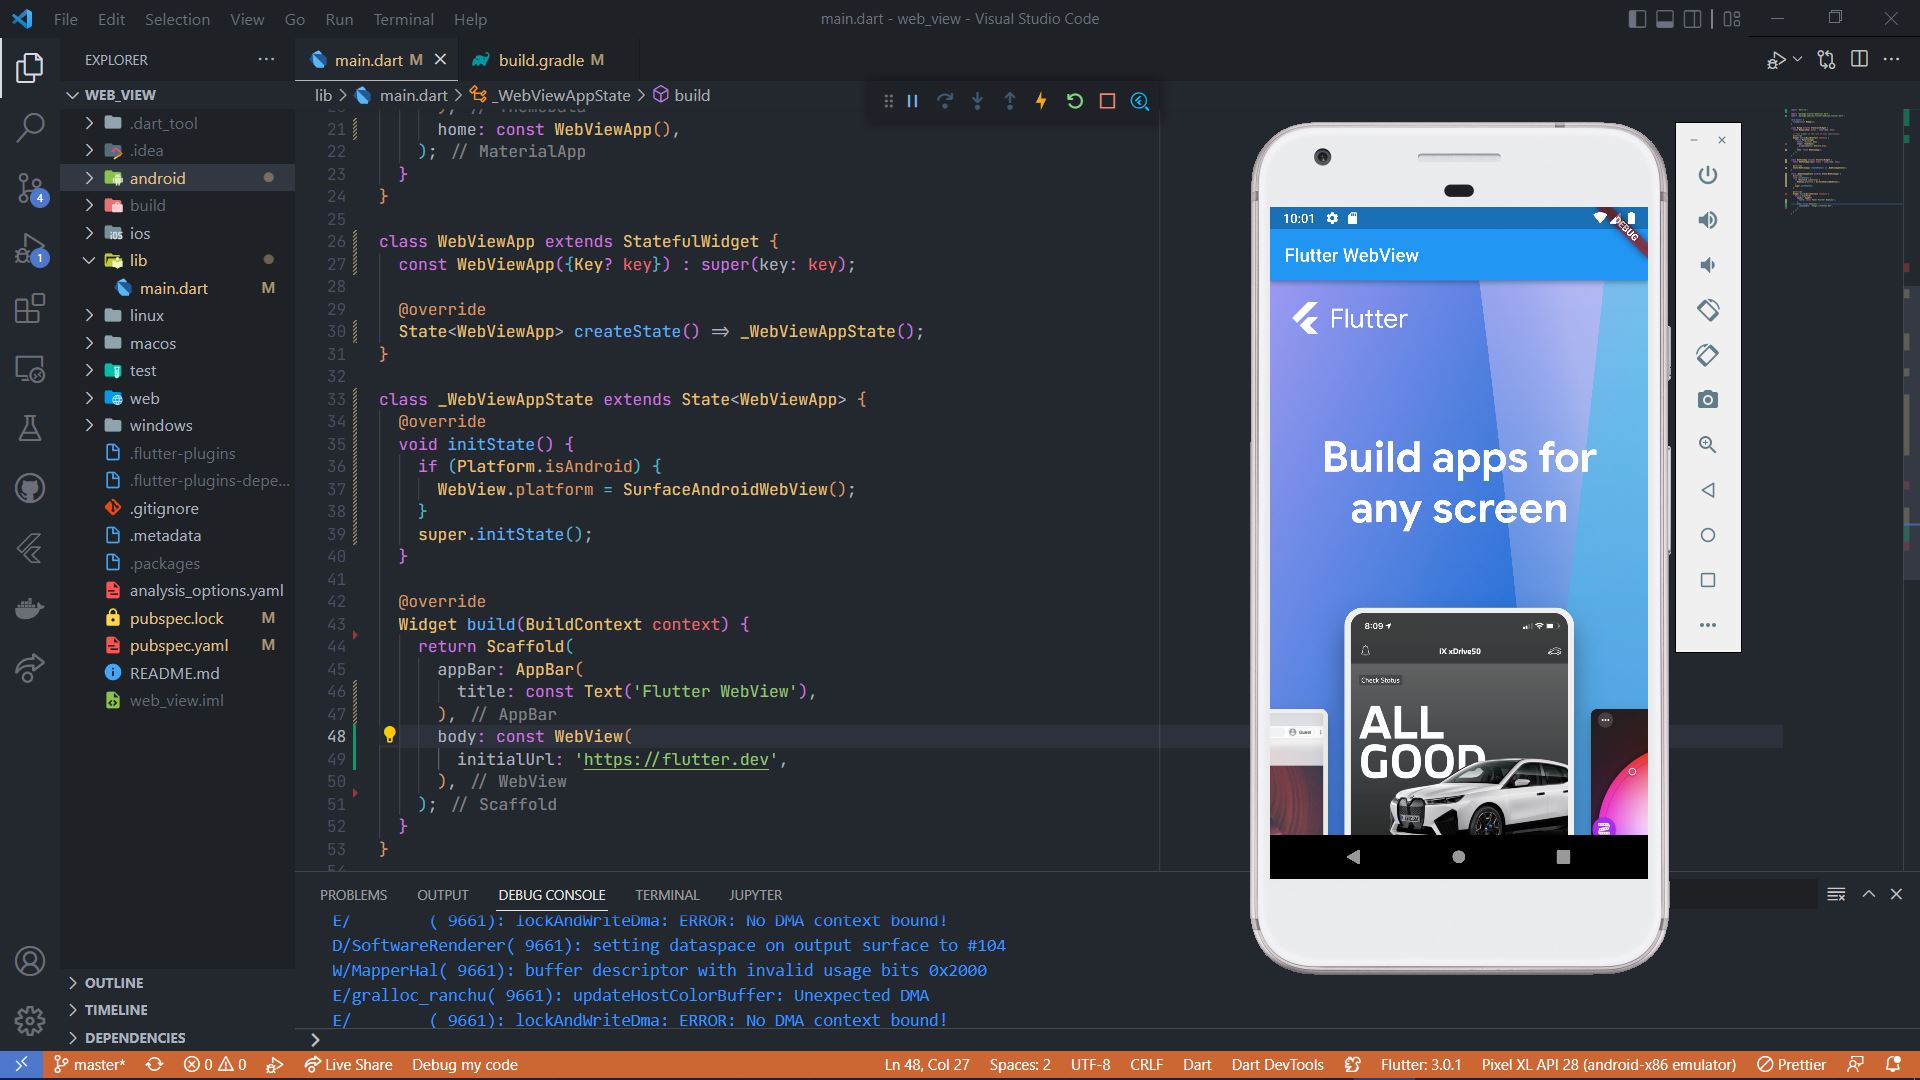 File Edit Selection View Go Run Terminal Help
main.dart - web_view - Visual Studio Code
EXPLORER
main.dart M
build.gradle M
WEB_VIEW
lib > main.dart > _WebViewAppState > build
.dart_tool
.idea
android
build
ios
lib
main.dart M
linux
macos
test
web
windows
.flutter-plugins
.flutter-plugins-depe...
.gitignore
.metadata
.packages
analysis_options.yaml
pubspec.lock M
pubspec.yaml M
README.md
web_view.iml
4
1
OUTLINE
TIMELINE
DEPENDENCIES
21 home: const WebViewApp(),
22 ); // MaterialApp
23 }
24 }
25
26 class WebViewApp extends StatefulWidget {
27 const WebViewApp({Key? key}) : super(key: key);
28
29 @override
30 State<WebViewApp> createState() => _WebViewAppState();
31 }
32
33 class _WebViewAppState extends State<WebViewApp> {
34 @override
35 void initState() {
36 if (Platform.isAndroid) {
37 WebView.platform = SurfaceAndroidWebView();
38 }
39 super.initState();
40 }
41
42 @override
43 Widget build(BuildContext context) {
44 return Scaffold(
45 appBar: AppBar(
46 title: const Text('Flutter WebView'),
47 ), // AppBar
48 body: const WebView(
49 initialUrl: 'https://flutter.dev',
50 ), // WebView
51 ); // Scaffold
52 }
53 }
10:01
DEBUG
Flutter WebView
Flutter
Build apps for
any screen
8:09
iX xDrive50
Check Status
ALL
GOOD
PROBLEMS OUTPUT DEBUG CONSOLE TERMINAL JUPYTER
E/ ( 9661): lockAndWriteDma: ERROR: No DMA context bound!
D/SoftwareRenderer( 9661): setting dataspace on output surface to #104
W/MapperHal( 9661): buffer descriptor with invalid usage bits 0x2000
E/gralloc_ranchu( 9661): updateHostColorBuffer: Unexpected DMA
E/ ( 9661): lockAndWriteDma: ERROR: No DMA context bound!
master* 0 0 Live Share Debug my code Ln 48, Col 27 Spaces: 2 UTF-8 CRLF Dart Dart DevTools Flutter: 3.0.1 Pixel XL API 28 (android-x86 emulator) Prettier